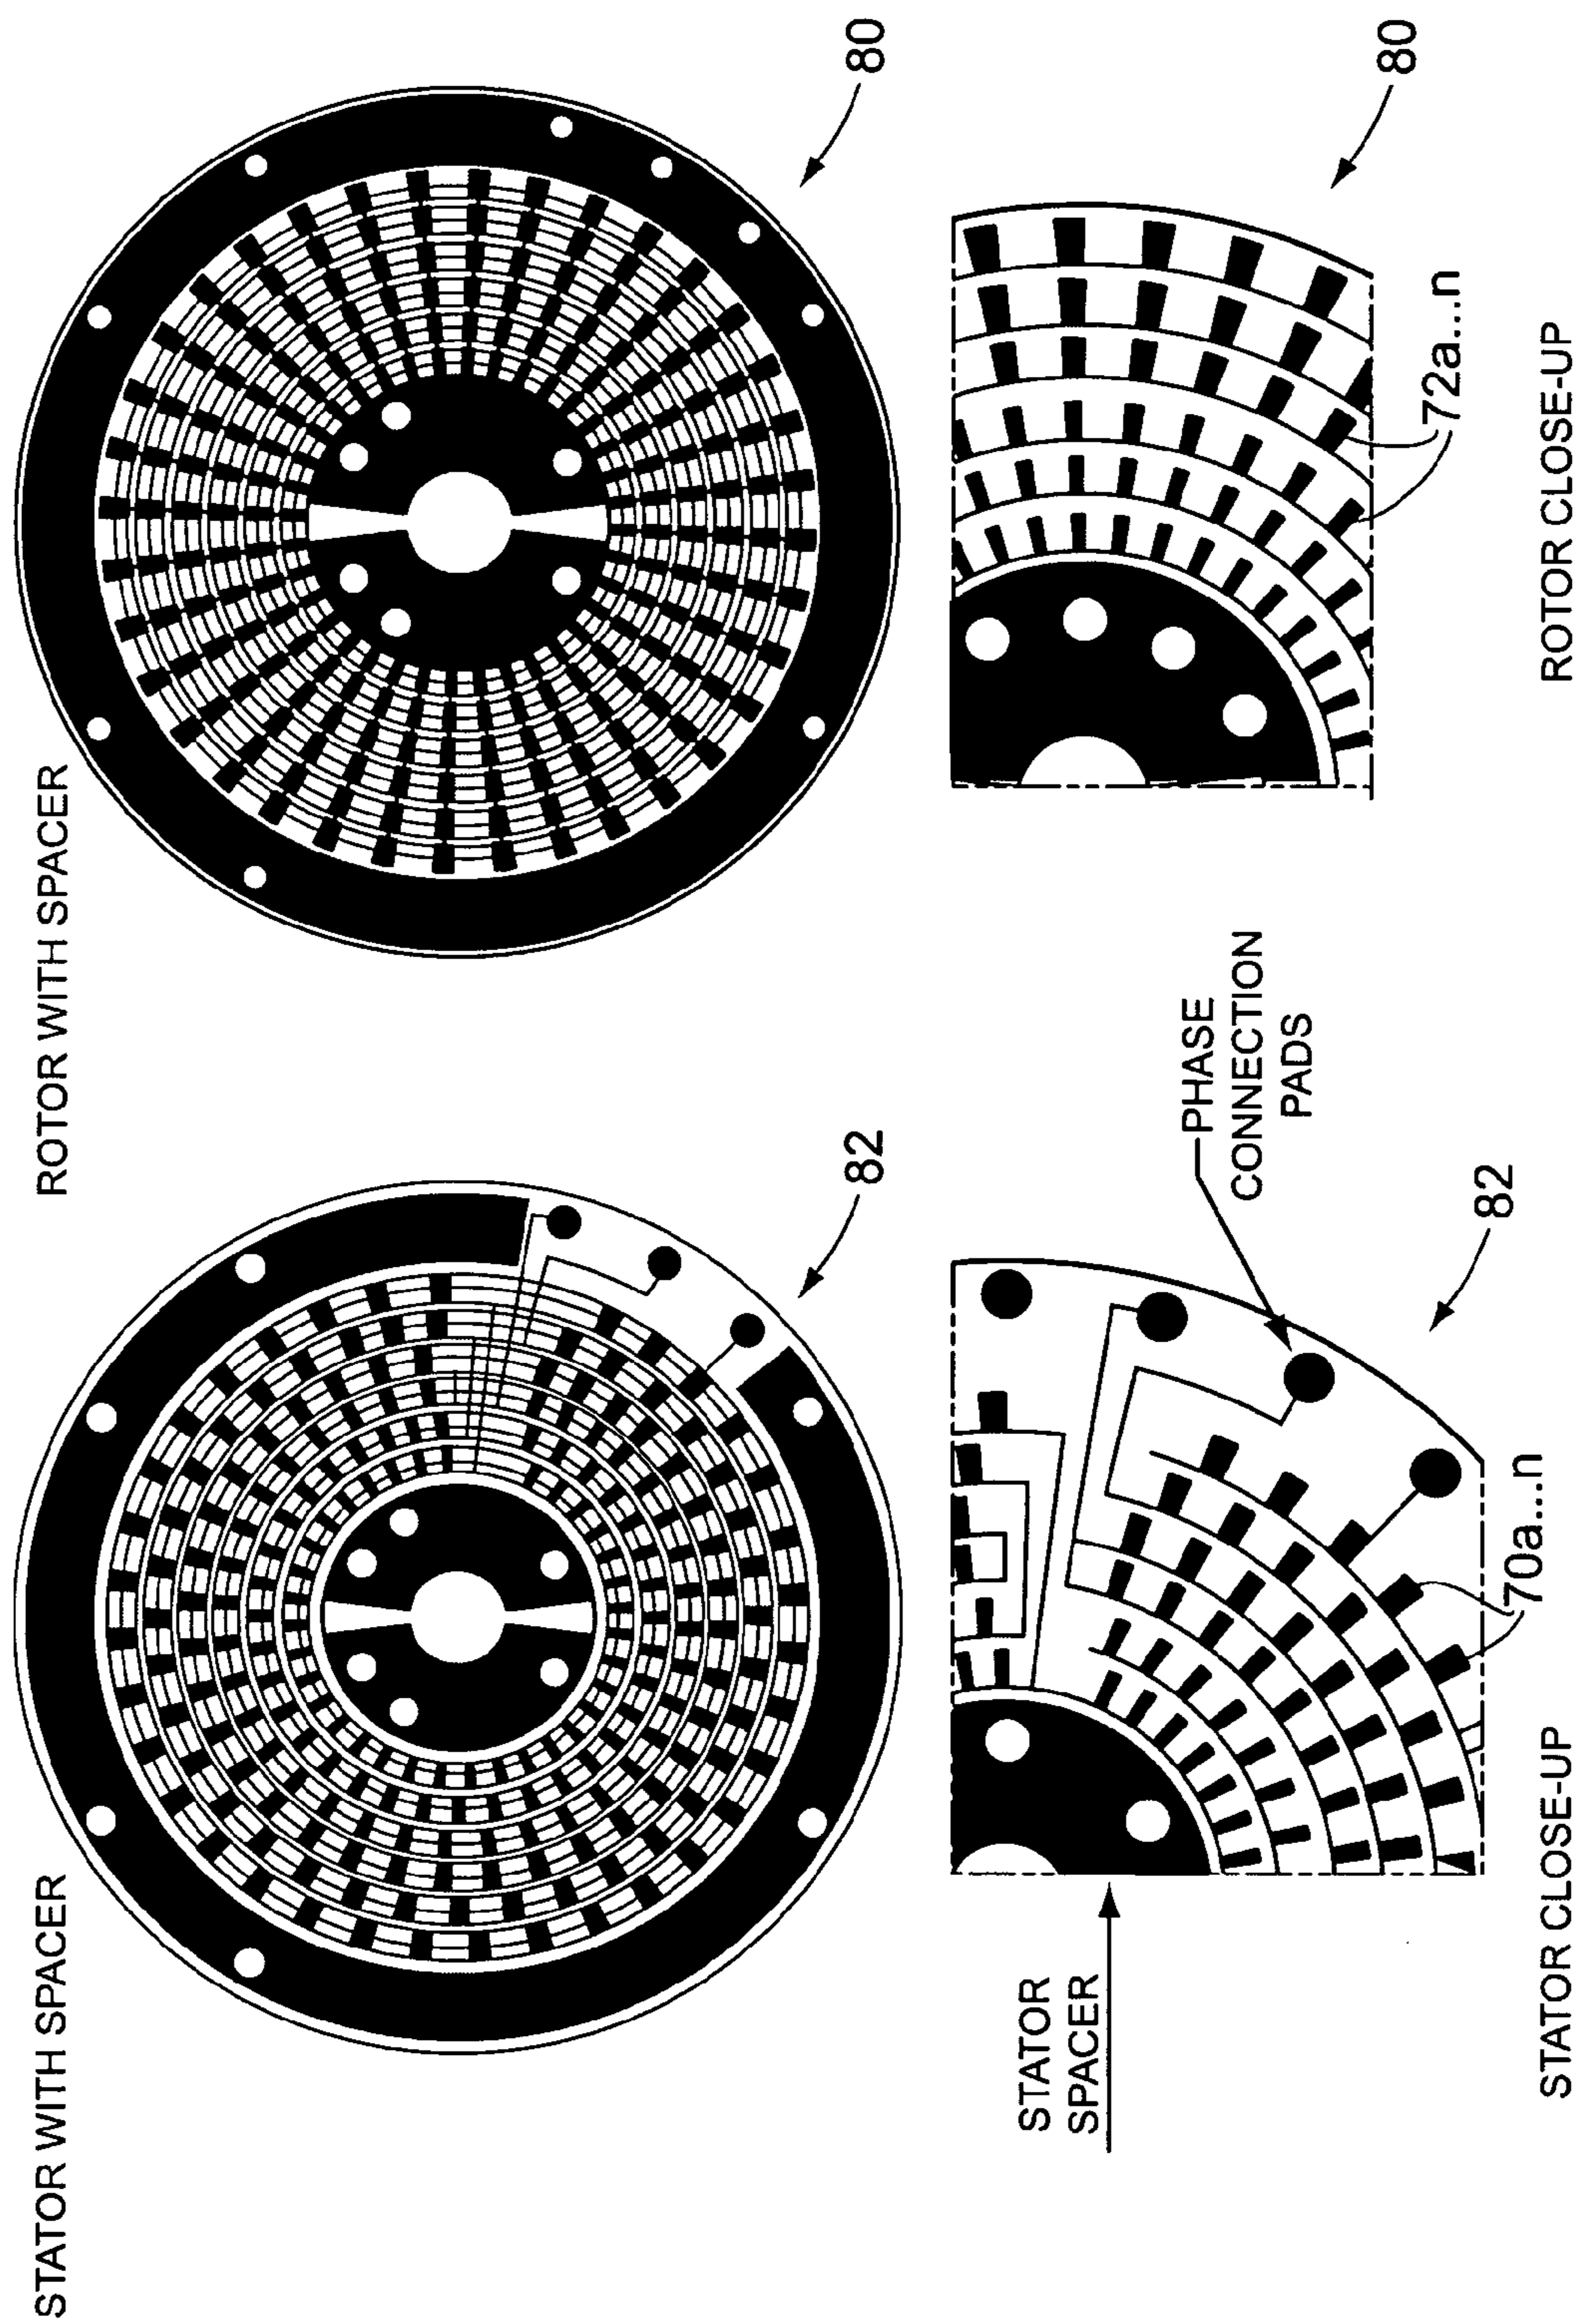 STATOR WITH SPACER
ROTOR WITH SPACER
82
80
STATOR
SPACER
PHASE
CONNECTION
PADS
82
80
70a...n
72a...n
STATOR CLOSE-UP
ROTOR CLOSE-UP